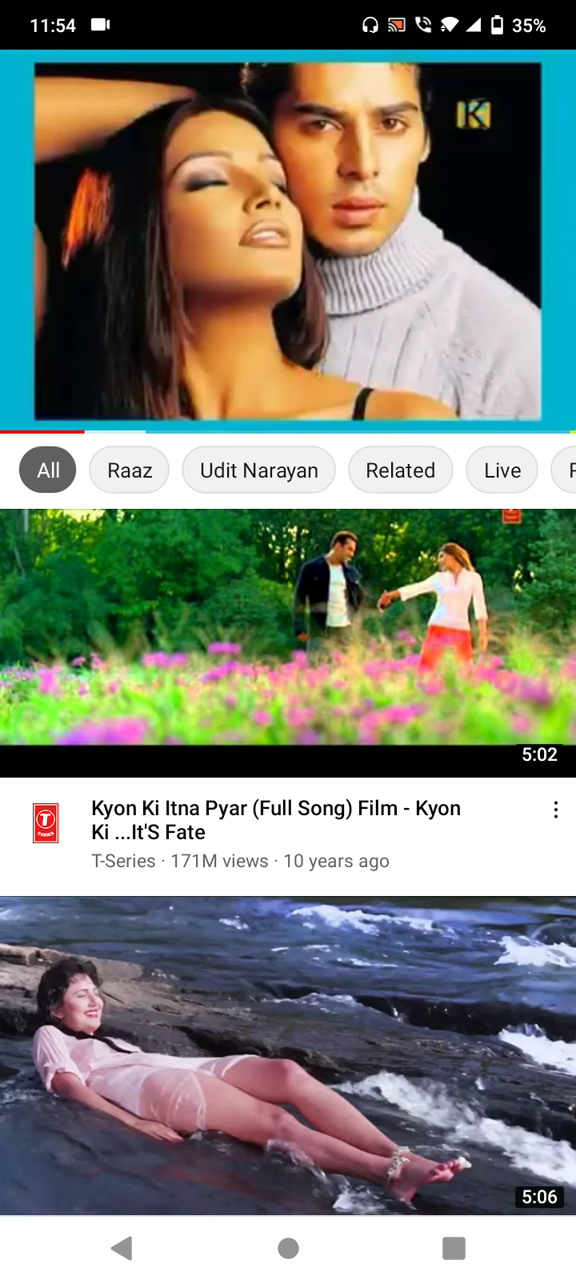 11:54
35%
K
All
Raaz
Udit Narayan
Related
Live
5:02
T
SERIES
Kyon Ki Itna Pyar (Full Song) Film - Kyon
Ki ...It'S Fate
T-Series · 171M views · 10 years ago
5:06